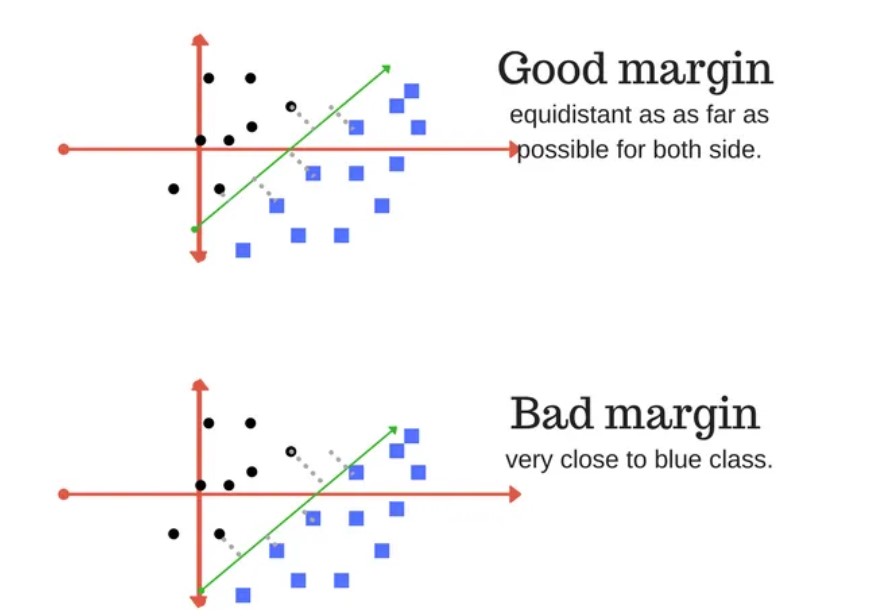 Good margin
equidistant as as far as
possible for both side.
Bad margin
very close to blue class.